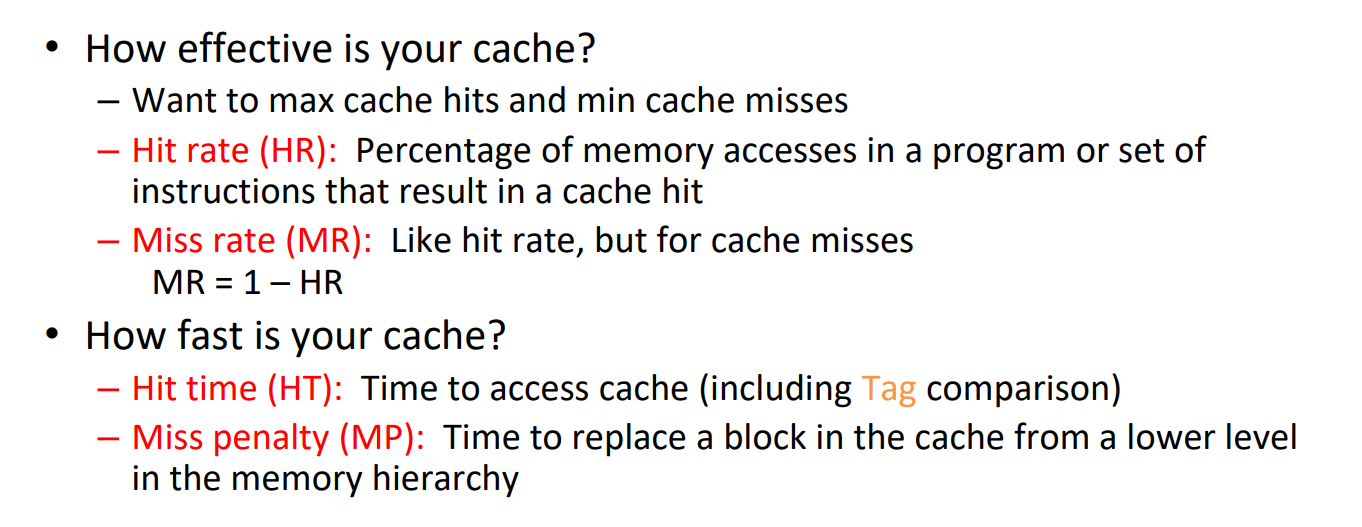 • How effective is your cache?
– Want to max cache hits and min cache misses
– Hit rate (HR): Percentage of memory accesses in a program or set of
instructions that result in a cache hit
– Miss rate (MR): Like hit rate, but for cache misses
MR = 1 – HR
• How fast is your cache?
– Hit time (HT): Time to access cache (including Tag comparison)
– Miss penalty (MP): Time to replace a block in the cache from a lower level
in the memory hierarchy